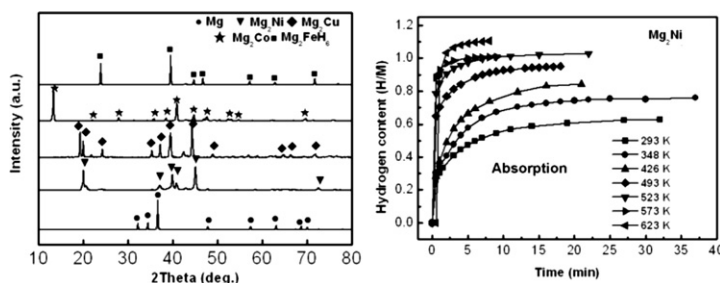 Mg Mg2Ni Mg2Cu
Mg2Co Mg2FeH6
Intensity (a.u.)
10 20 30 40 50 60 70 80
2Theta (deg.)
Mg2Ni
Hydrogen content (H/M)
1.2
1.0
0.8
0.6
0.4
0.2
0.0
Absorption
293 K
348 K
426 K
493 K
523 K
573 K
623 K
0 5 10 15 20 25 30 35 40
Time (min)